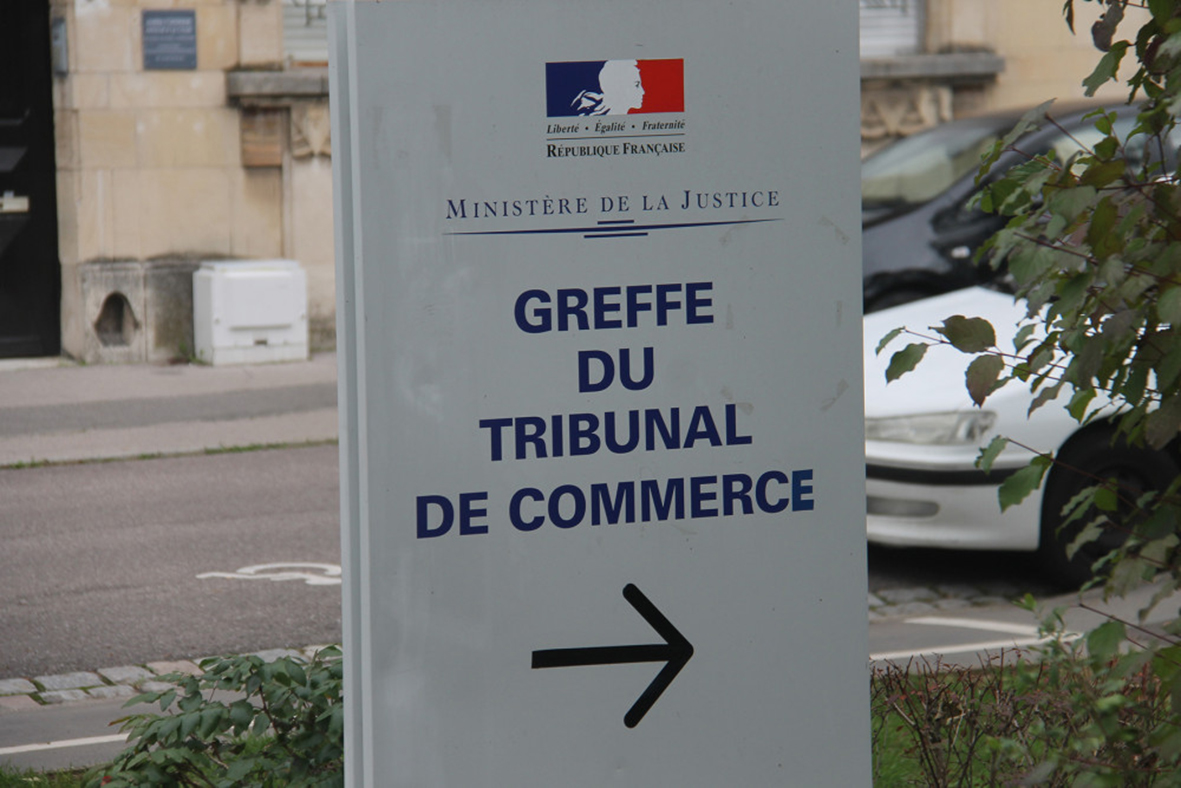 Liberté • Égalité • Fraternité
RÉPUBLIQUE FRANÇAISE
MINISTÈRE DE LA JUSTICE
GREFFE
DU
TRIBUNAL
DE COMMERCE